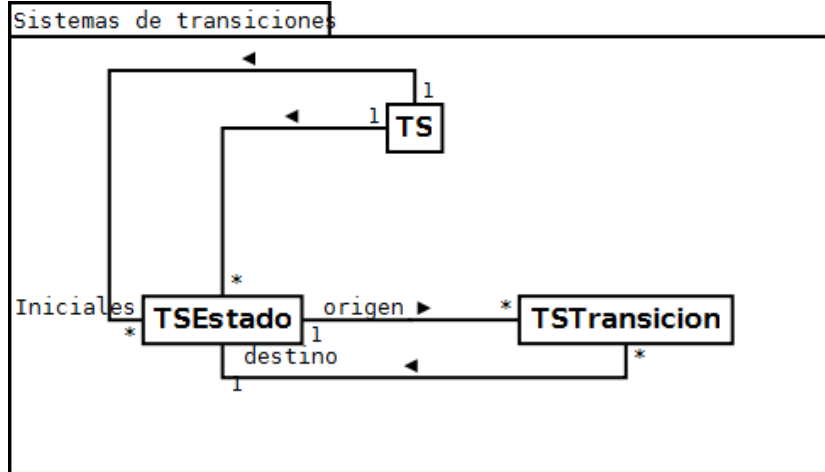 Sistemas de transiciones
1
1
TS
*
Iniciales
*
TSEstado
origen
1
*
TSTransicion
destino
1
*